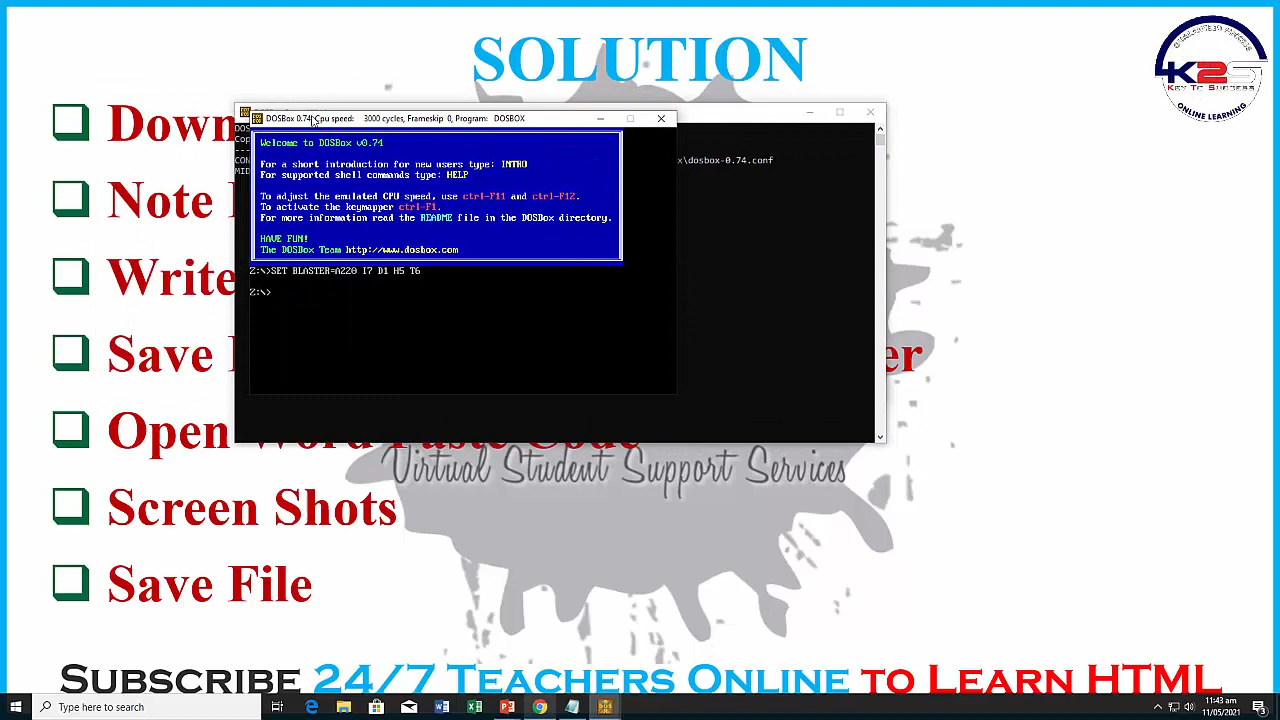 SOLUTION
K2S
KEY TO SUCCESS
ONLINE LEARNING
Down
Note
Write
Save
er
Open Word Paste Code
Screen Shots
Save File
DOSBox 0.74, Cpu speed: 3000 cycles, Frameskip 0, Program: DOSBOX
x\dosbox-0.74.conf
Welcome to DOSBox v0.74
For a short introduction for new users type: INTRO
For supported shell commands type: HELP
To adjust the emulated CPU speed, use ctrl-F11 and ctrl-F12.
To activate the keymapper ctrl-F1.
For more information read the README file in the DOSBox directory.
HAVE FUN!
The DOSBox Team http://www.dosbox.com
Z:\>SET BLASTER=A220 I7 D1 H5 T6
Z:\>
Virtual Student Support Services
SUBSCRIBE 24/7 TEACHERS ONLINE TO LEARN HTML
Type here to search
11:43 am
11/05/2021